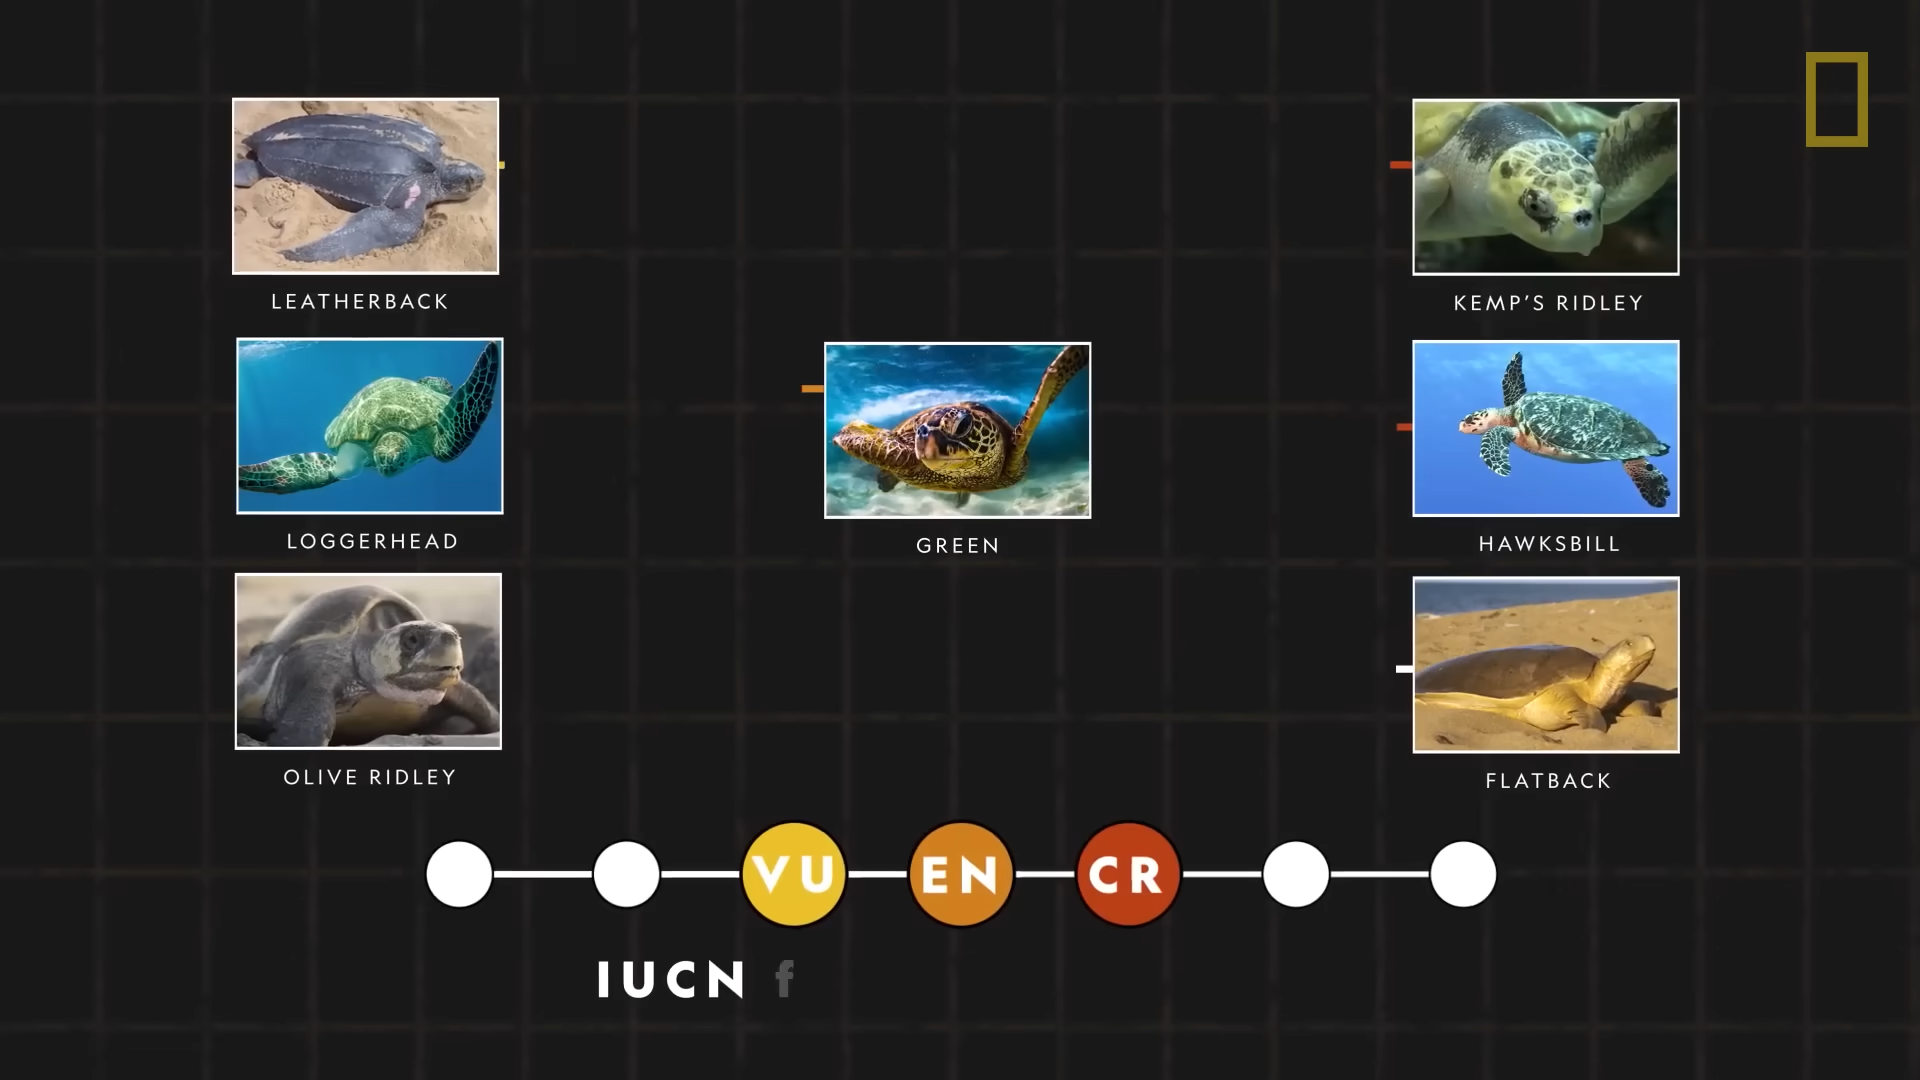 LEATHERBACK
KEMP'S RIDLEY
LOGGERHEAD
GREEN
HAWKSBILL
OLIVE RIDLEY
FLATBACK
VU EN CR
IUCN f